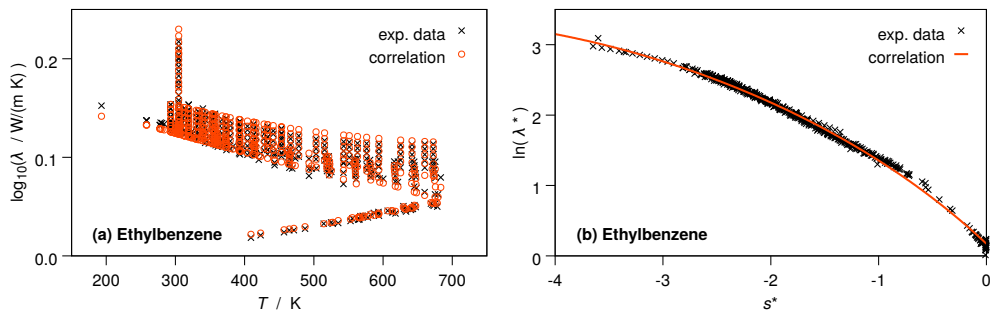 exp. data
correlation
0.2
0.1
0.0
log₁₀(λ / W/(m K))
(a) Ethylbenzene
200 300 400 500 600 700
T / K
exp. data
correlation
3
2
1
0
ln(λ*)
(b) Ethylbenzene
-4 -3 -2 -1 0
s*